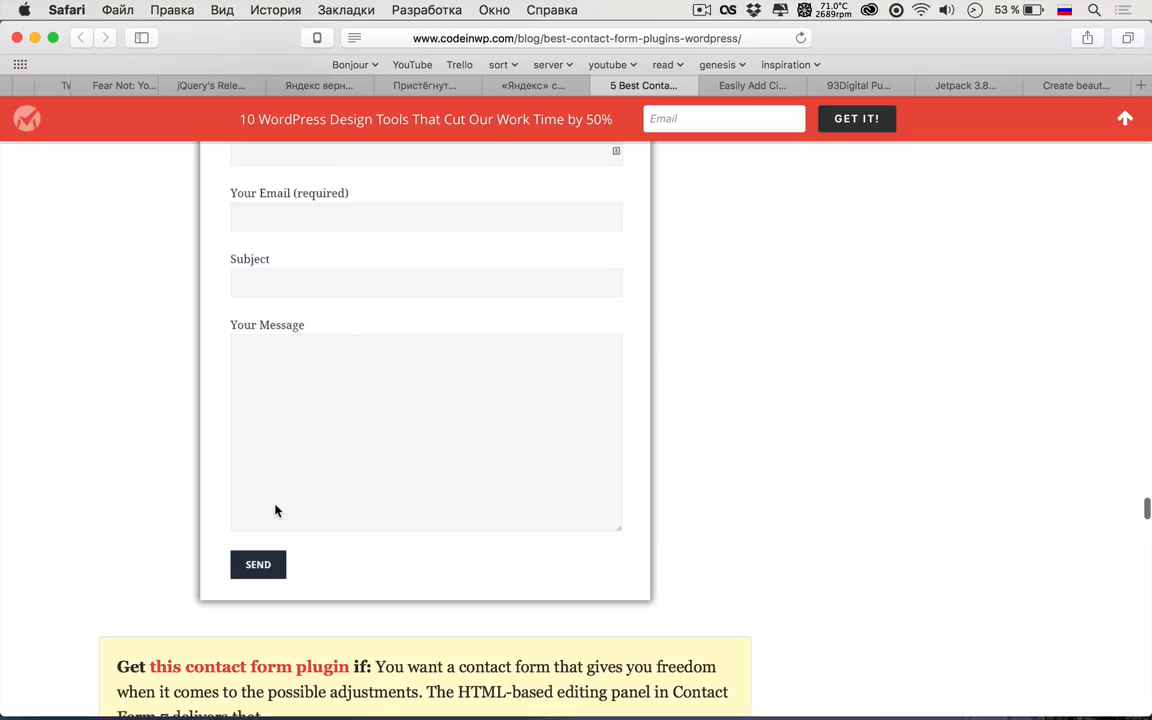 Safari Файл Правка Вид История Закладки Разработка Окно Справка 71.0°C 2689rpm 53 %
www.codeinwp.com/blog/best-contact-form-plugins-wordpress/
Bonjour YouTube Trello sort server youtube read genesis inspiration
Tv Fear Not: Yo... jQuery's Rele... Яндекс верн... Пристёгнут... «Яндекс» с... 5 Best Conta... Easily Add Ci... 93Digital Pu... Jetpack 3.8... Create beaut...
10 WordPress Design Tools That Cut Our Work Time by 50% Email GET IT!
Your Email (required)
Subject
Your Message
SEND
Get this contact form plugin if: You want a contact form that gives you freedom
when it comes to the possible adjustments. The HTML-based editing panel in Contact
Form 7 delivers that